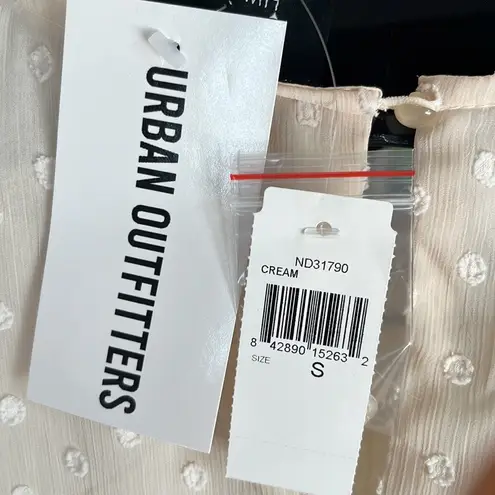 URBAN OUTFITTERS
ND31790
CREAM
8 42890 15263 2
SIZE
S